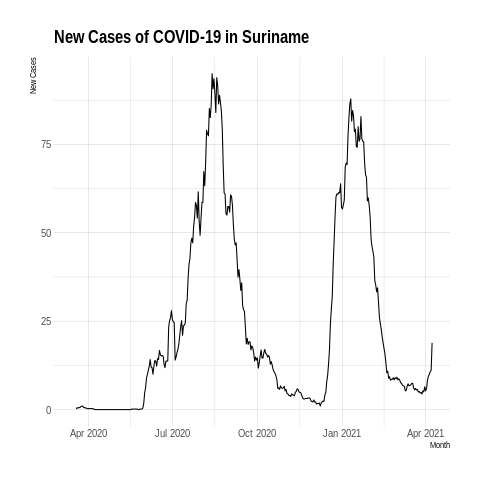 New Cases of COVID-19 in Suriname
New Cases
75
50
25
0
Apr 2020
Jul 2020
Oct 2020
Jan 2021
Apr 2021
Month